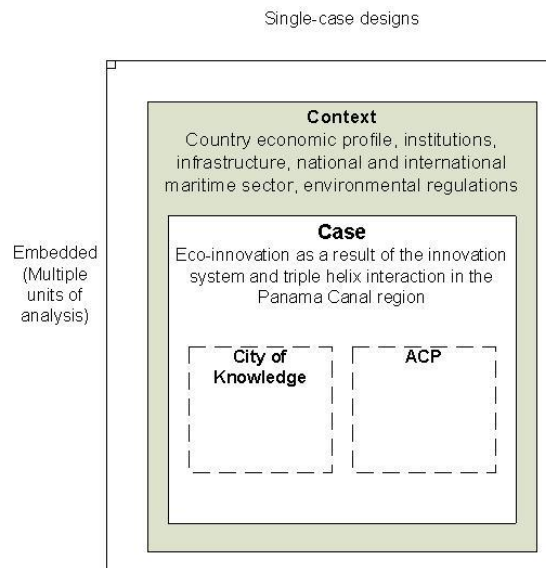 Single-case designs
Context
Country economic profile, institutions,
infrastructure, national and international
maritime sector, environmental regulations
Case
Eco-innovation as a result of the innovation
system and triple helix interaction in the
Panama Canal region
Embedded
(Multiple
units of
analysis)
City of
Knowledge
ACP